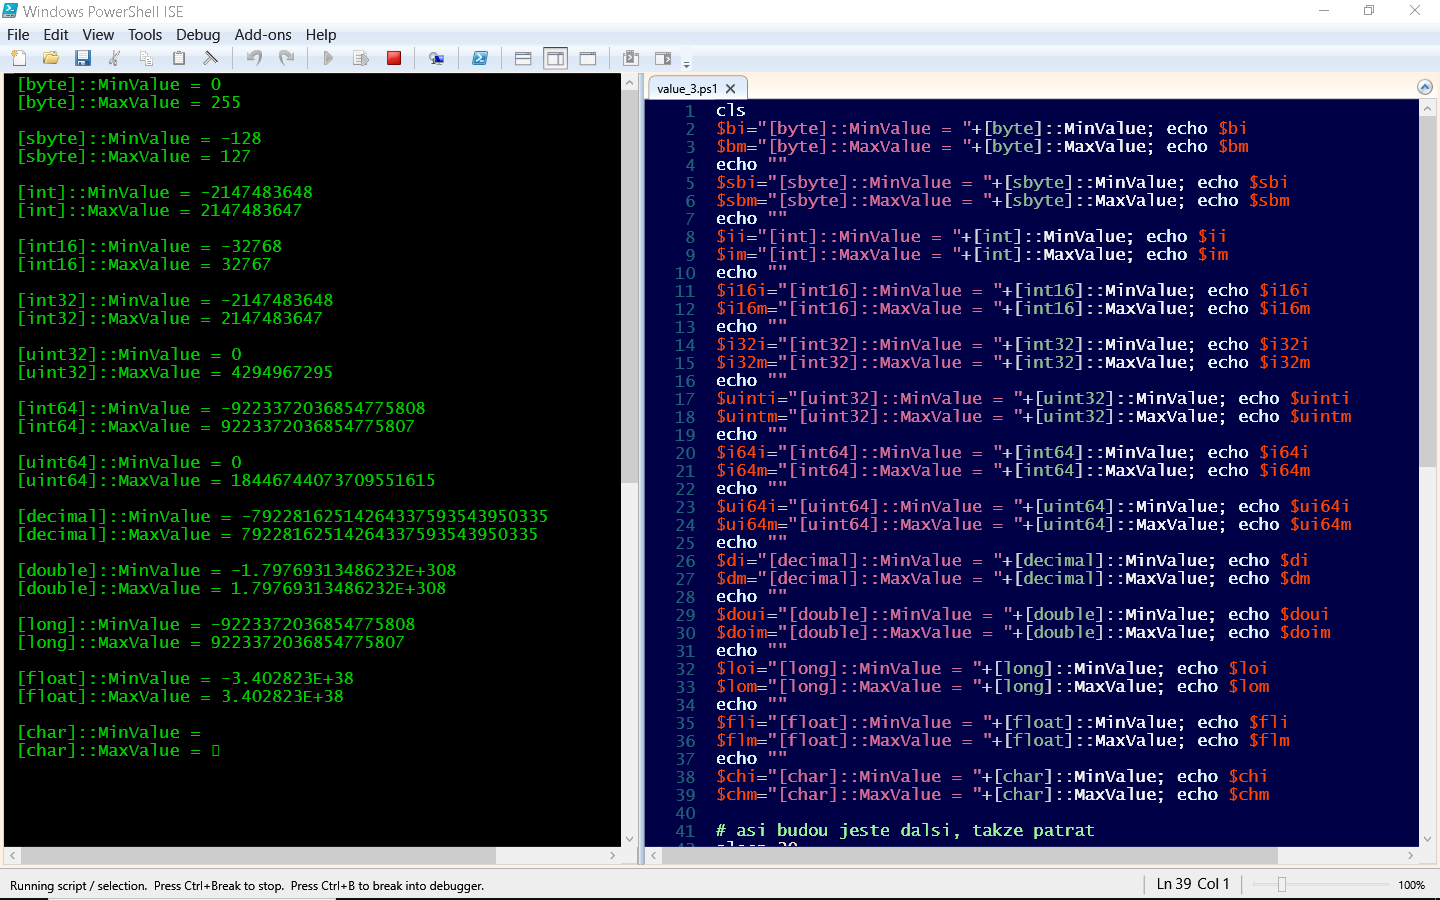 Windows PowerShell ISE
File Edit View Tools Debug Add-ons Help
[byte]::MinValue = 0
[byte]::MaxValue = 255
[sbyte]::MinValue = -128
[sbyte]::MaxValue = 127
[int]::MinValue = -2147483648
[int]::MaxValue = 2147483647
[int16]::MinValue = -32768
[int16]::MaxValue = 32767
[int32]::MinValue = -2147483648
[int32]::MaxValue = 2147483647
[uint32]::MinValue = 0
[uint32]::MaxValue = 4294967295
[int64]::MinValue = -9223372036854775808
[int64]::MaxValue = 9223372036854775807
[uint64]::MinValue = 0
[uint64]::MaxValue = 18446744073709551615
[decimal]::MinValue = -79228162514264337593543950335
[decimal]::MaxValue = 79228162514264337593543950335
[double]::MinValue = -1.79769313486232E+308
[double]::MaxValue = 1.79769313486232E+308
[long]::MinValue = -9223372036854775808
[long]::MaxValue = 9223372036854775807
[float]::MinValue = -3.402823E+38
[float]::MaxValue = 3.402823E+38
[char]::MinValue =
[char]::MaxValue = 
value_3.ps1
1 cls
2 $bi="[byte]::MinValue = "+[byte]::MinValue; echo $bi
3 $bm="[byte]::MaxValue = "+[byte]::MaxValue; echo $bm
4 echo ""
5 $sbi="[sbyte]::MinValue = "+[sbyte]::MinValue; echo $sbi
6 $sbm="[sbyte]::MaxValue = "+[sbyte]::MaxValue; echo $sbm
7 echo ""
8 $ii="[int]::MinValue = "+[int]::MinValue; echo $ii
9 $im="[int]::MaxValue = "+[int]::MaxValue; echo $im
10 echo ""
11 $i16i="[int16]::MinValue = "+[int16]::MinValue; echo $i16i
12 $i16m="[int16]::MaxValue = "+[int16]::MaxValue; echo $i16m
13 echo ""
14 $i32i="[int32]::MinValue = "+[int32]::MinValue; echo $i32i
15 $i32m="[int32]::MaxValue = "+[int32]::MaxValue; echo $i32m
16 echo ""
17 $uinti="[uint32]::MinValue = "+[uint32]::MinValue; echo $uinti
18 $uintm="[uint32]::MaxValue = "+[uint32]::MaxValue; echo $uintm
19 echo ""
20 $i64i="[int64]::MinValue = "+[int64]::MinValue; echo $i64i
21 $i64m="[int64]::MaxValue = "+[int64]::MaxValue; echo $i64m
22 echo ""
23 $ui64i="[uint64]::MinValue = "+[uint64]::MinValue; echo $ui64i
24 $ui64m="[uint64]::MaxValue = "+[uint64]::MaxValue; echo $ui64m
25 echo ""
26 $di="[decimal]::MinValue = "+[decimal]::MinValue; echo $di
27 $dm="[decimal]::MaxValue = "+[decimal]::MaxValue; echo $dm
28 echo ""
29 $doui="[double]::MinValue = "+[double]::MinValue; echo $doui
30 $doim="[double]::MaxValue = "+[double]::MaxValue; echo $doim
31 echo ""
32 $loi="[long]::MinValue = "+[long]::MinValue; echo $loi
33 $lom="[long]::MaxValue = "+[long]::MaxValue; echo $lom
34 echo ""
35 $fli="[float]::MinValue = "+[float]::MinValue; echo $fli
36 $flm="[float]::MaxValue = "+[float]::MaxValue; echo $flm
37 echo ""
38 $chi="[char]::MinValue = "+[char]::MinValue; echo $chi
39 $chm="[char]::MaxValue = "+[char]::MaxValue; echo $chm
40
41 # asi budou jeste dalsi, takze patrat
Running script / selection. Press Ctrl+Break to stop. Press Ctrl+B to break into debugger.
Ln 39 Col 1
100%